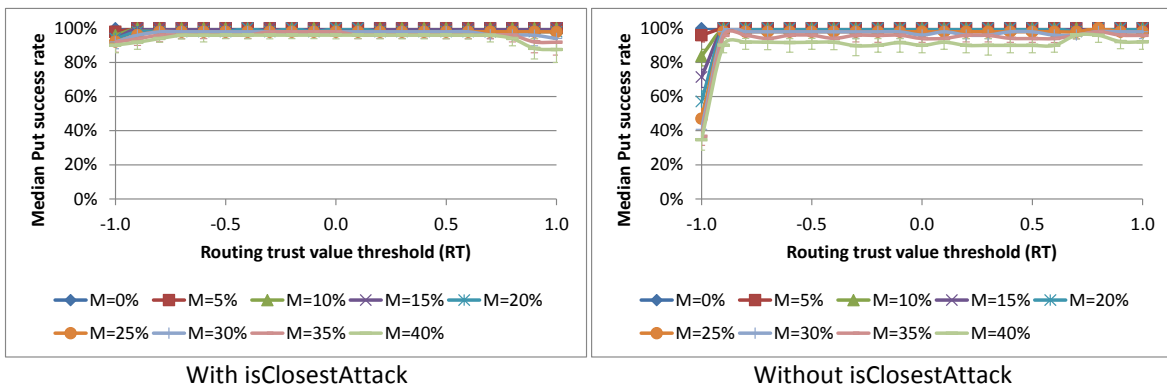 Median Put success rate
100%
80%
60%
40%
20%
0%
-1.0
-0.5
0.0
0.5
1.0
Routing trust value threshold (RT)
M=0%
M=5%
M=10%
M=15%
M=20%
M=25%
M=30%
M=35%
M=40%
With isClosestAttack
Median Put success rate
100%
80%
60%
40%
20%
0%
-1.0
-0.5
0.0
0.5
1.0
Routing trust value threshold (RT)
M=0%
M=5%
M=10%
M=15%
M=20%
M=25%
M=30%
M=35%
M=40%
Without isClosestAttack